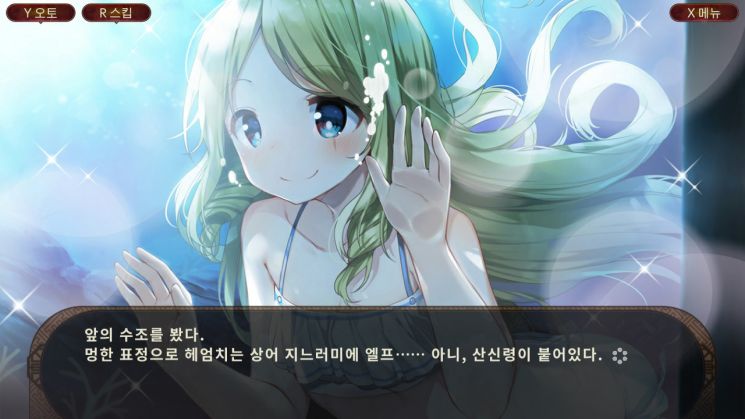 Y 오토
R 스킵
X 메뉴
앞의 수조를 봤다.
멍한 표정으로 헤엄치는 상어 지느러미에 엘프…… 아니, 산신령이 붙어있다.